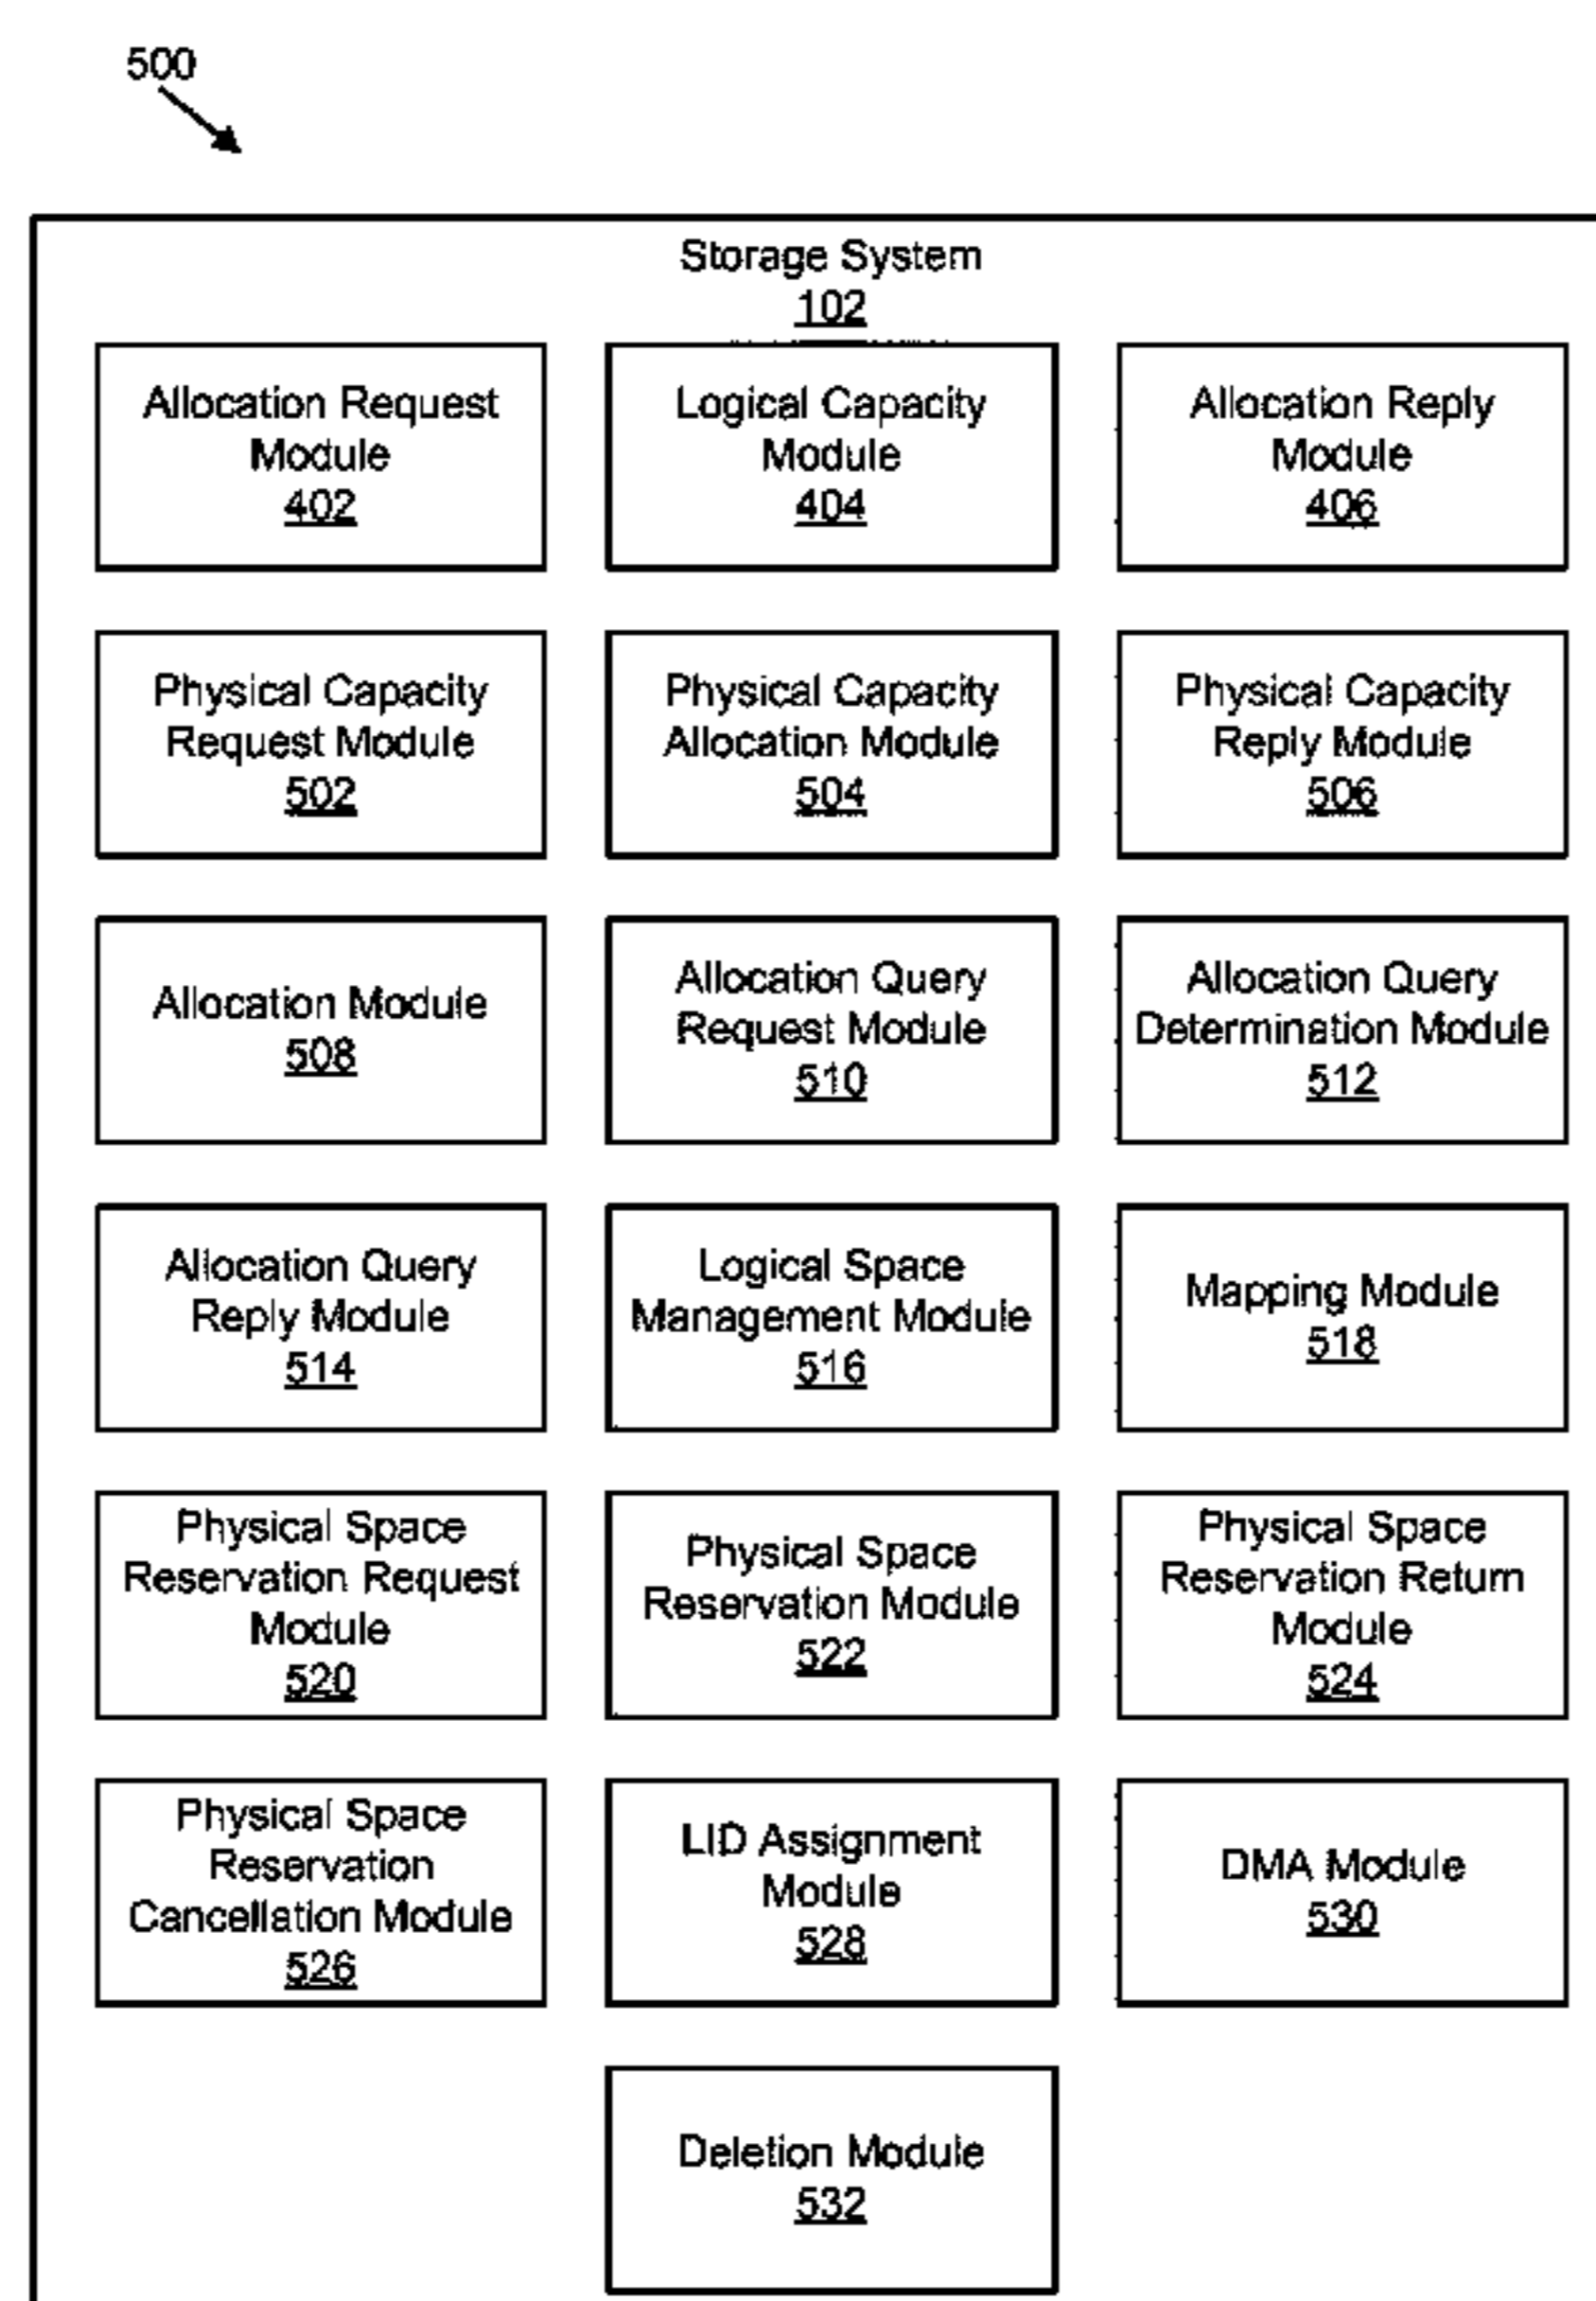 500
Storage System
102
Allocation Request
Module
402
Logical Capacity
Module
404
Allocation Reply
Module
406
Physical Capacity
Request Module
502
Physical Capacity
Allocation Module
504
Physical Capacity
Reply Module
506
Allocation Module
508
Allocation Query
Request Module
510
Allocation Query
Determination Module
512
Allocation Query
Reply Module
514
Logical Space
Management Module
516
Mapping Module
518
Physical Space
Reservation Request
Module
520
Physical Space
Reservation Module
522
Physical Space
Reservation Return
Module
524
Physical Space
Reservation
Cancellation Module
526
LID Assignment
Module
528
DMA Module
530
Deletion Module
532